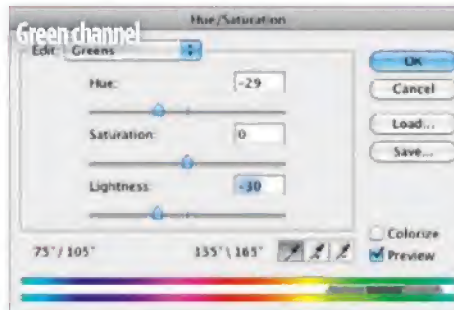 Hue/Saturation
Green channel
Edit: Greens
OK
Hue: -29
Cancel
Saturation: 0
Load...
Save...
Lightness: -30
Colorize
75°/105° 135°\165°
Preview